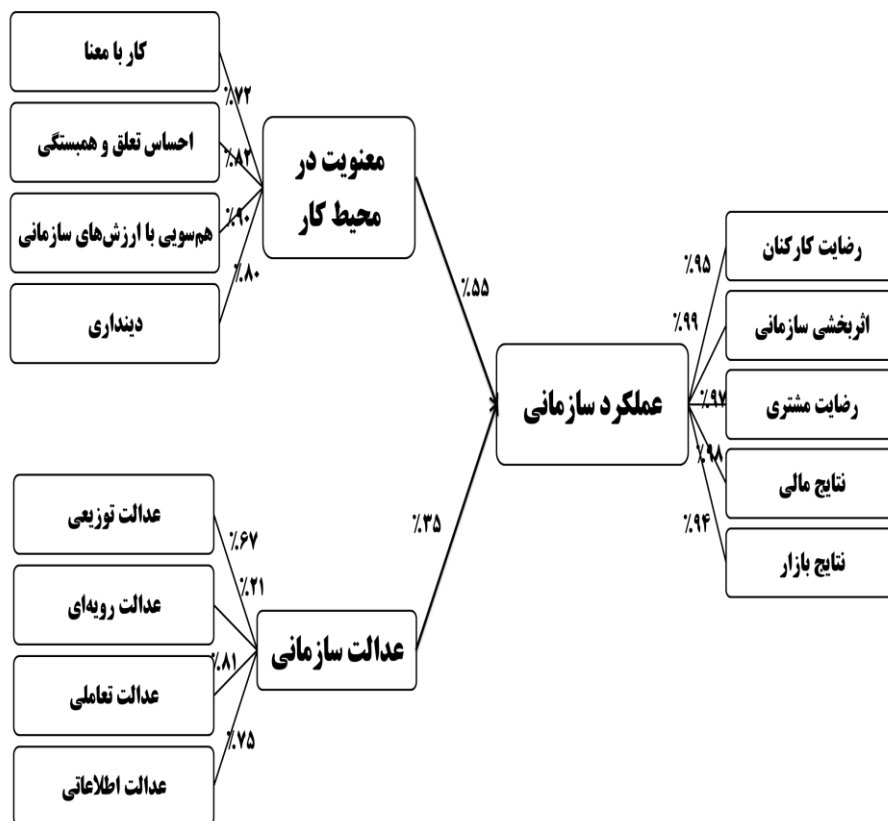 کار با معنا
٪.۷۲
احساس تعلق و همبستگی
٪.۸۲
هم‌سویی با ارزش‌های سازمانی
٪.۹۰
دینداری
٪.۸۰
معنویت در
محیط کار
٪.۵۵
عدالت توزیعی
٪.۶۷
عدالت رویه‌ای
٪.۲۱
عدالت تعاملی
٪.۸۱
عدالت اطلاعاتی
٪.۷۵
عدالت سازمانی
٪.۳۵
عملکرد سازمانی
رضایت کارکنان
٪.۹۵
اثربخشی سازمانی
٪.۹۹
رضایت مشتری
٪.۹۷
نتایج مالی
٪.۹۸
نتایج بازار
٪.۹۴